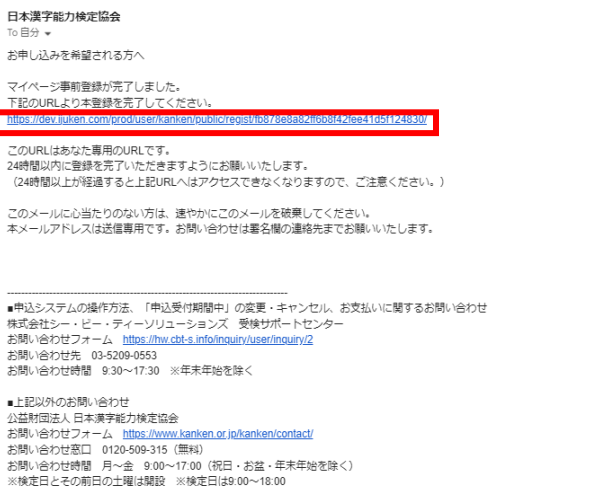 日本漢字能力検定協会
To 自分
お申し込みを希望される方へ
マイページ事前登録が完了しました。
下記のURLより本登録を完了してください。
https://dev.ijuken.com/prod/user/kanken/public/regist/fb878e8a82ff6b8f42fee41d5f124830/
このURLはあなた専用のURLです。
24時間以内に登録を完了いただきますようにお願いいたします。
（24時間以上が経過すると上記URLへはアクセスできなくなりますので、ご注意ください。）
このメールに心当たりのない方は、速やかにこのメールを破棄してください。
本メールアドレスは送信専用です。お問い合わせは署名欄の連絡先までお願いいたします。
--------------------------------------------------------------------------------
■申込システムの操作方法、「申込受付期間中」の変更・キャンセル、お支払いに関するお問い合わせ
株式会社シー・ビー・ティーソリューションズ　受検サポートセンター
お問い合わせフォーム　https://hw.cbt-s.info/inquiry/user/inquiry/2
お問い合わせ先　03-5209-0553
お問い合わせ時間　9:30～17:30　※年末年始を除く
■上記以外のお問い合わせ
公益財団法人 日本漢字能力検定協会
お問い合わせフォーム　https://www.kanken.or.jp/kanken/contact/
お問い合わせ窓口　0120-509-315（無料）
お問い合わせ時間　月～金　9:00～17:00（祝日・お盆・年末年始を除く）
※検定日とその前日の土曜は開設　※検定日は9:00～18:00